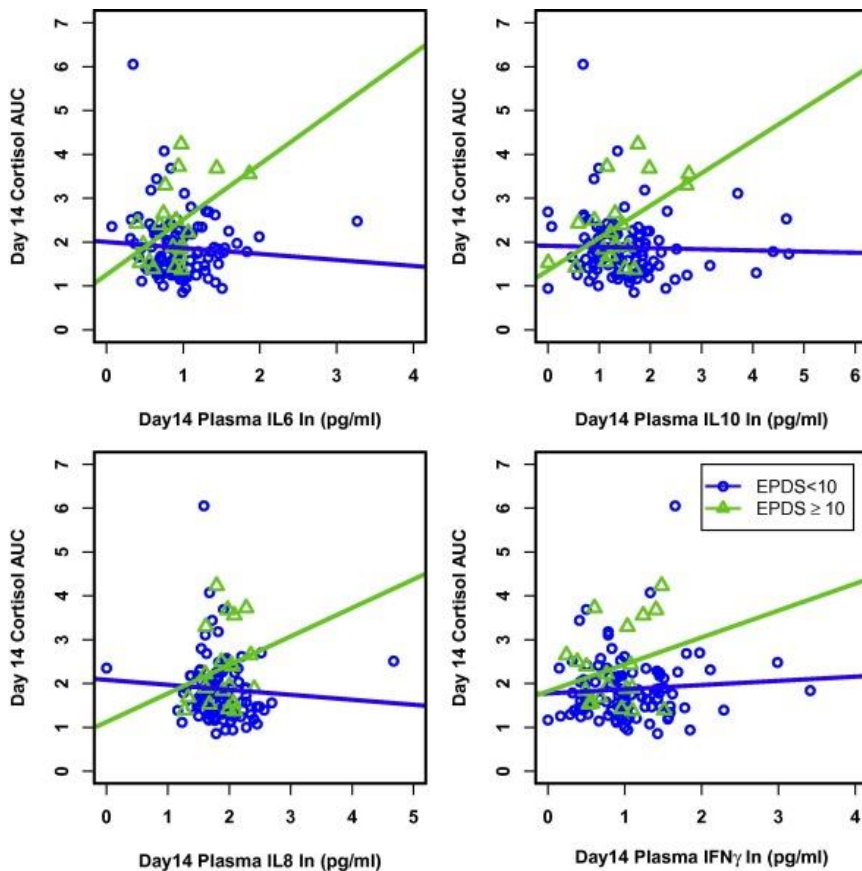 7
6
5
4
3
2
1
0
Day 14 Cortisol AUC
0 1 2 3 4
Day14 Plasma IL6 ln (pg/ml)
7
6
5
4
3
2
1
0
Day 14 Cortisol AUC
0 1 2 3 4 5 6
Day14 Plasma IL10 ln (pg/ml)
7
6
5
4
3
2
1
0
Day 14 Cortisol AUC
0 1 2 3 4 5
Day14 Plasma IL8 ln (pg/ml)
7
6
5
4
3
2
1
0
Day 14 Cortisol AUC
EPDS<10
EPDS ≥ 10
0 1 2 3 4
Day14 Plasma IFNγ ln (pg/ml)